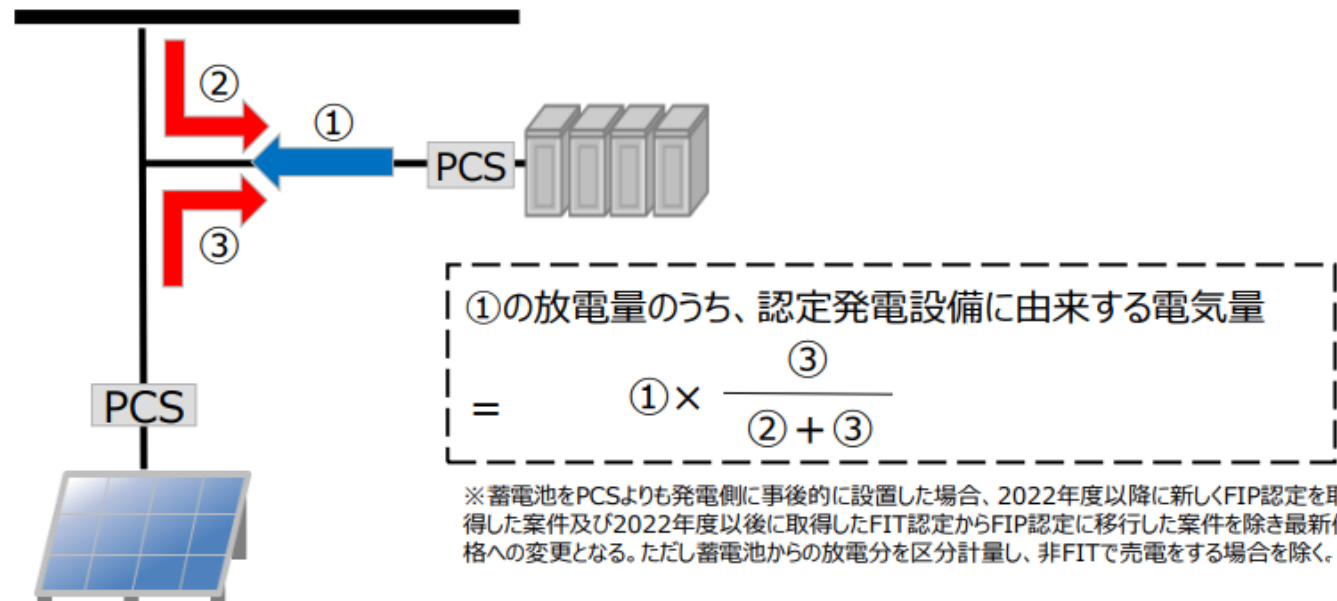 ②
①
PCS
③
①の放電量のうち、認定発電設備に由来する電気量
③
= ①×
②+③
PCS
※蓄電池をPCSよりも発電側に事後的に設置した場合、2022年度以降に新しくFIP認定を取
得した案件及び2022年度以後に取得したFIT認定からFIP認定に移行した案件を除き最新価
格への変更となる。ただし蓄電池からの放電分を区分計量し、非FITで売電をする場合を除く。